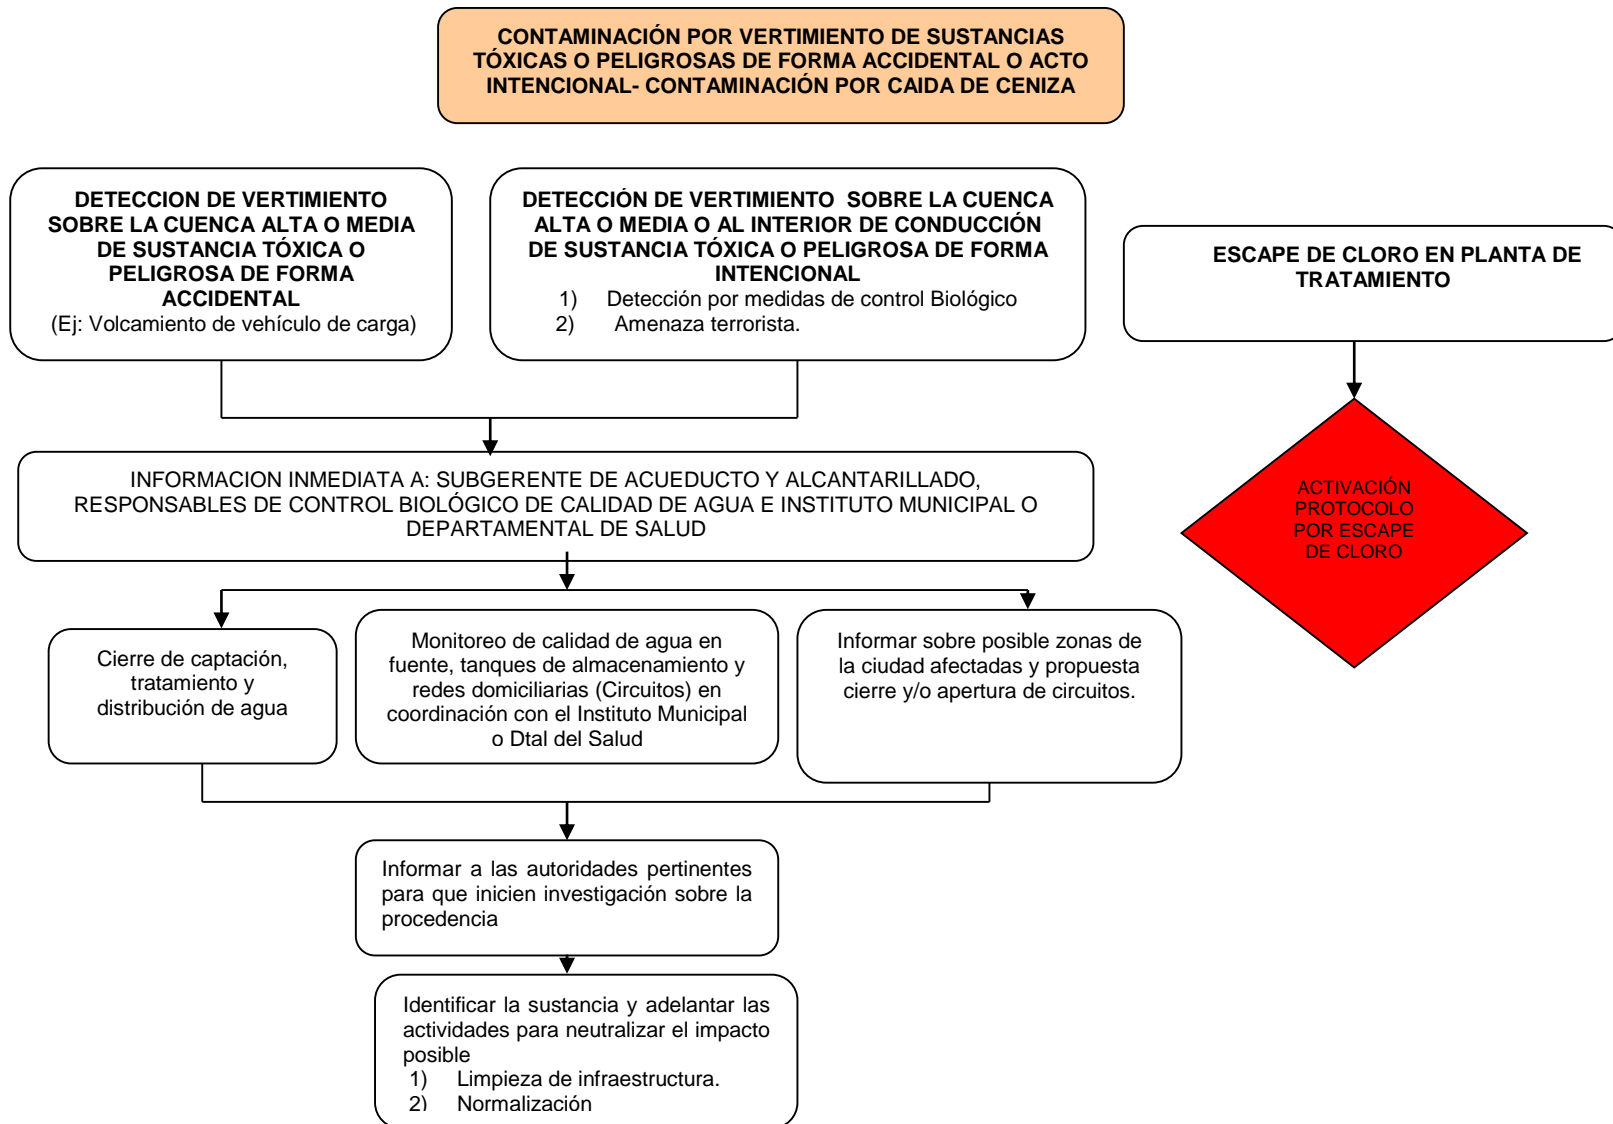 CONTAMINACIÓN POR VERTIMIENTO DE SUSTANCIAS
TÓXICAS O PELIGROSAS DE FORMA ACCIDENTAL O ACTO
INTENCIONAL- CONTAMINACIÓN POR CAIDA DE CENIZA
DETECCION DE VERTIMIENTO
SOBRE LA CUENCA ALTA O MEDIA
DE SUSTANCIA TÓXICA O
PELIGROSA DE FORMA
ACCIDENTAL
(Ej: Volcamiento de vehículo de carga)
DETECCIÓN DE VERTIMIENTO SOBRE LA CUENCA
ALTA O MEDIA O AL INTERIOR DE CONDUCCIÓN
DE SUSTANCIA TÓXICA O PELIGROSA DE FORMA
INTENCIONAL
1) Detección por medidas de control Biológico
2) Amenaza terrorista.
ESCAPE DE CLORO EN PLANTA DE
TRATAMIENTO
INFORMACION INMEDIATA A: SUBGERENTE DE ACUEDUCTO Y ALCANTARILLADO,
RESPONSABLES DE CONTROL BIOLÓGICO DE CALIDAD DE AGUA E INSTITUTO MUNICIPAL O
DEPARTAMENTAL DE SALUD
ACTIVACIÓN
PROTOCOLO
POR ESCAPE
DE CLORO
Cierre de captación,
tratamiento y
distribución de agua
Monitoreo de calidad de agua en
fuente, tanques de almacenamiento y
redes domiciliarias (Circuitos) en
coordinación con el Instituto Municipal
o Dtal del Salud
Informar sobre posible zonas de
la ciudad afectadas y propuesta
cierre y/o apertura de circuitos.
Informar a las autoridades pertinentes
para que inicien investigación sobre la
procedencia
Identificar la sustancia y adelantar las
actividades para neutralizar el impacto
posible
1) Limpieza de infraestructura.
2) Normalización